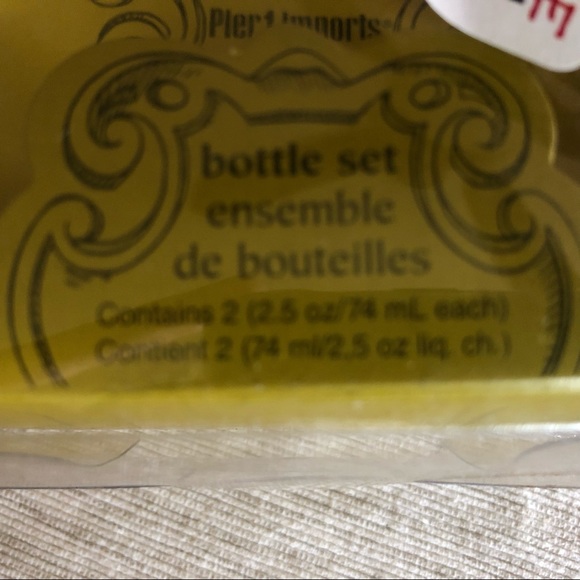 Pier 1 imports®
E
bottle set
ensemble
de bouteilles
Contains 2 (2.5 oz/74 mL each)
Contient 2 (74 ml/2,5 oz liq. ch.)